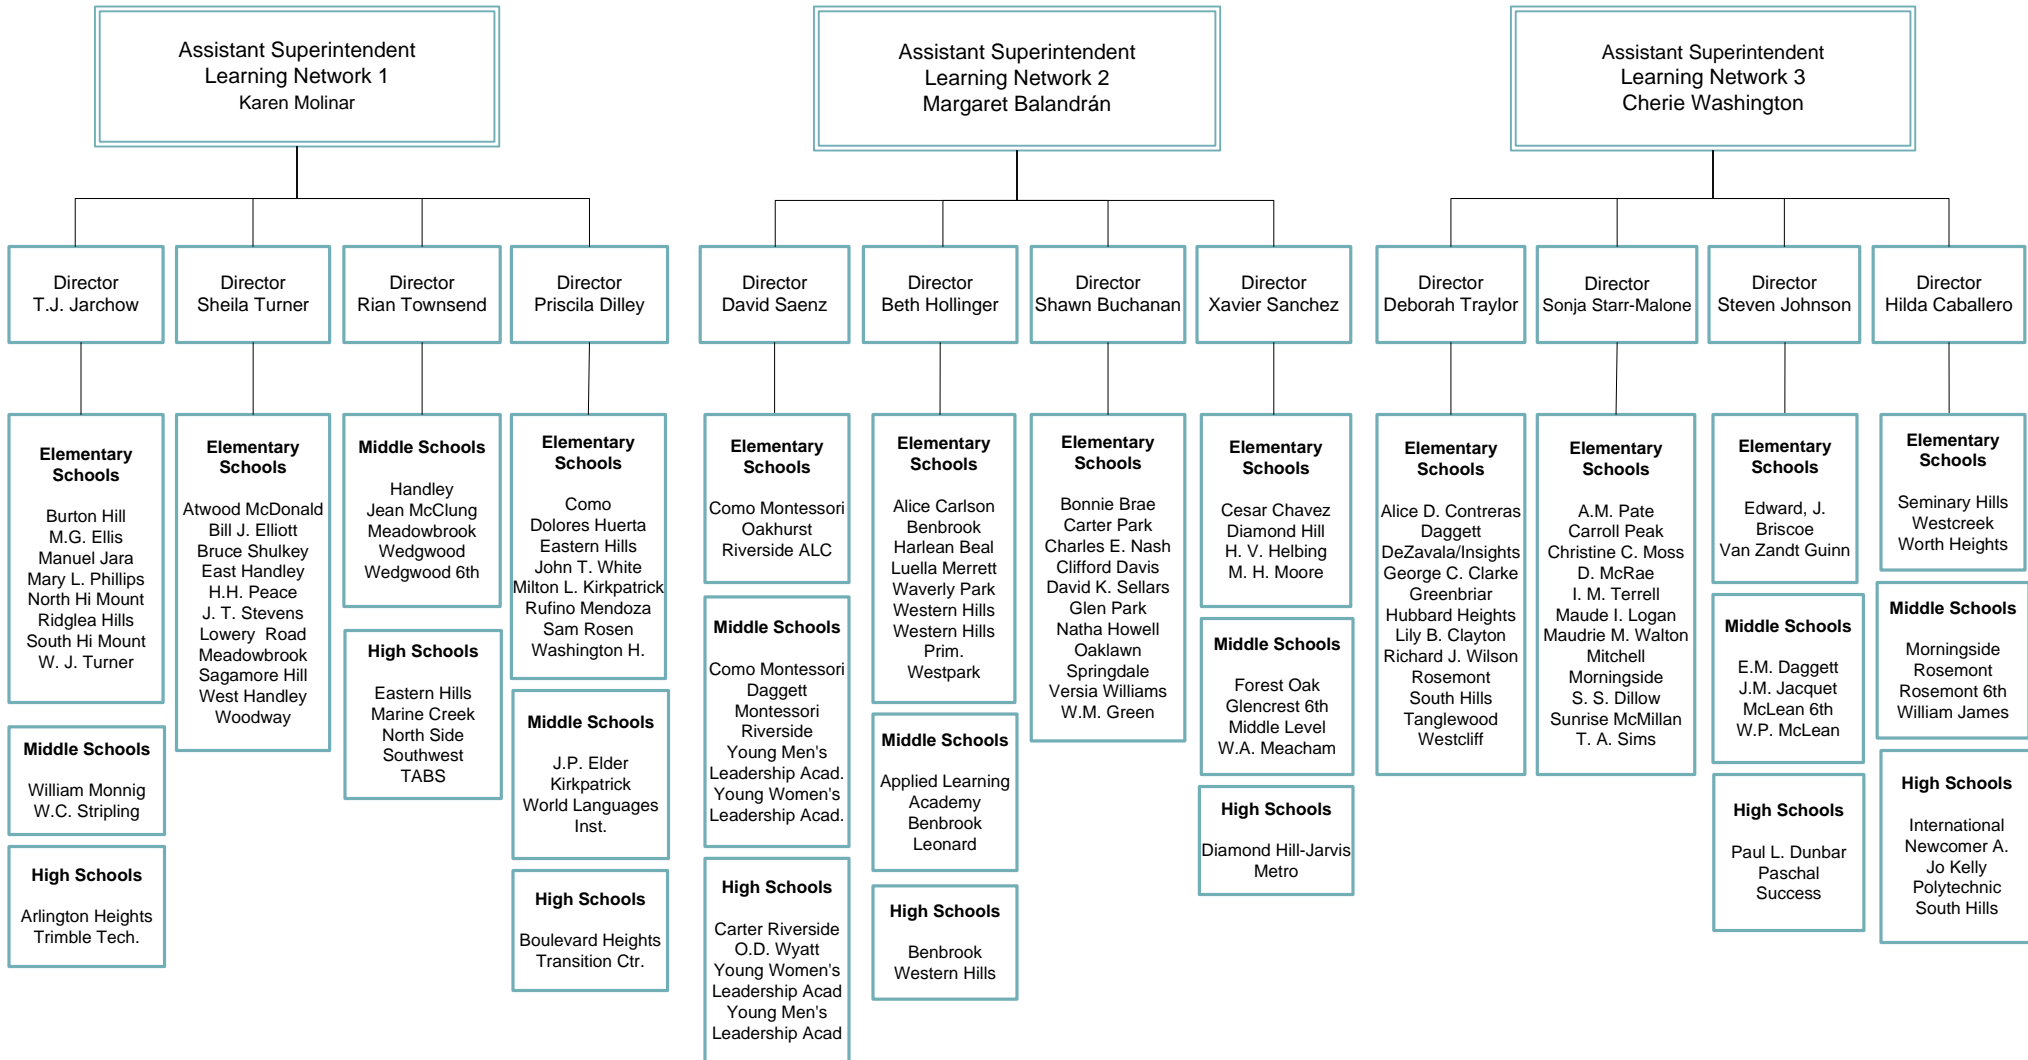 Assistant Superintendent
Learning Network 1
Karen Molinar
Assistant Superintendent
Learning Network 2
Margaret Balandrán
Assistant Superintendent
Learning Network 3
Cherie Washington
Director
T.J. Jarchow
Director
Sheila Turner
Director
Rian Townsend
Director
Priscila Dilley
Director
David Saenz
Director
Beth Hollinger
Director
Shawn Buchanan
Director
Xavier Sanchez
Director
Deborah Traylor
Director
Sonja Starr-Malone
Director
Steven Johnson
Director
Hilda Caballero
Elementary
Schools
Burton Hill
M.G. Ellis
Manuel Jara
Mary L. Phillips
North Hi Mount
Ridglea Hills
South Hi Mount
W. J. Turner
Middle Schools
William Monnig
W.C. Stripling
High Schools
Arlington Heights
Trimble Tech.
Elementary
Schools
Atwood McDonald
Bill J. Elliott
Bruce Shulkey
East Handley
H.H. Peace
J. T. Stevens
Lowery Road
Meadowbrook
Sagamore Hill
West Handley
Woodway
Middle Schools
Handley
Jean McClung
Meadowbrook
Wedgwood
Wedgwood 6th
High Schools
Eastern Hills
Marine Creek
North Side
Southwest
TABS
Elementary
Schools
Como
Dolores Huerta
Eastern Hills
John T. White
Milton L. Kirkpatrick
Rufino Mendoza
Sam Rosen
Washington H.
Middle Schools
J.P. Elder
Kirkpatrick
World Languages
Inst.
High Schools
Boulevard Heights
Transition Ctr.
Elementary
Schools
Como Montessori
Oakhurst
Riverside ALC
Middle Schools
Como Montessori
Daggett
Montessori
Riverside
Young Men's
Leadership Acad.
Young Women's
Leadership Acad.
High Schools
Carter Riverside
O.D. Wyatt
Young Women's
Leadership Acad
Young Men's
Leadership Acad
Elementary
Schools
Alice Carlson
Benbrook
Harlean Beal
Luella Merrett
Waverly Park
Western Hills
Western Hills
Prim.
Westpark
Middle Schools
Applied Learning
Academy
Benbrook
Leonard
High Schools
Benbrook
Western Hills
Elementary
Schools
Bonnie Brae
Carter Park
Charles E. Nash
Clifford Davis
David K. Sellars
Glen Park
Natha Howell
Oaklawn
Springdale
Versia Williams
W.M. Green
Elementary
Schools
Cesar Chavez
Diamond Hill
H. V. Helbing
M. H. Moore
Middle Schools
Forest Oak
Glencrest 6th
Middle Level
W.A. Meacham
High Schools
Diamond Hill-Jarvis
Metro
Elementary
Schools
Alice D. Contreras
Daggett
DeZavala/Insights
George C. Clarke
Greenbriar
Hubbard Heights
Lily B. Clayton
Richard J. Wilson
Rosemont
South Hills
Tanglewood
Westcliff
Elementary
Schools
A.M. Pate
Carroll Peak
Christine C. Moss
D. McRae
I. M. Terrell
Maude I. Logan
Maudrie M. Walton
Mitchell
Morningside
S. S. Dillow
Sunrise McMillan
T. A. Sims
Elementary
Schools
Edward, J.
Briscoe
Van Zandt Guinn
Middle Schools
E.M. Daggett
J.M. Jacquet
McLean 6th
W.P. McLean
High Schools
Paul L. Dunbar
Paschal
Success
Elementary
Schools
Seminary Hills
Westcreek
Worth Heights
Middle Schools
Morningside
Rosemont
Rosemont 6th
William James
High Schools
International
Newcomer A.
Jo Kelly
Polytechnic
South Hills